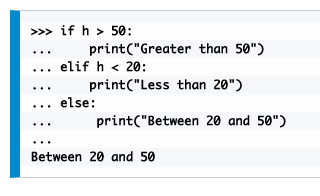 >>> if h > 50:
...     print("Greater than 50")
... elif h < 20:
...     print("Less than 20")
... else:
...      print("Between 20 and 50")
...
Between 20 and 50